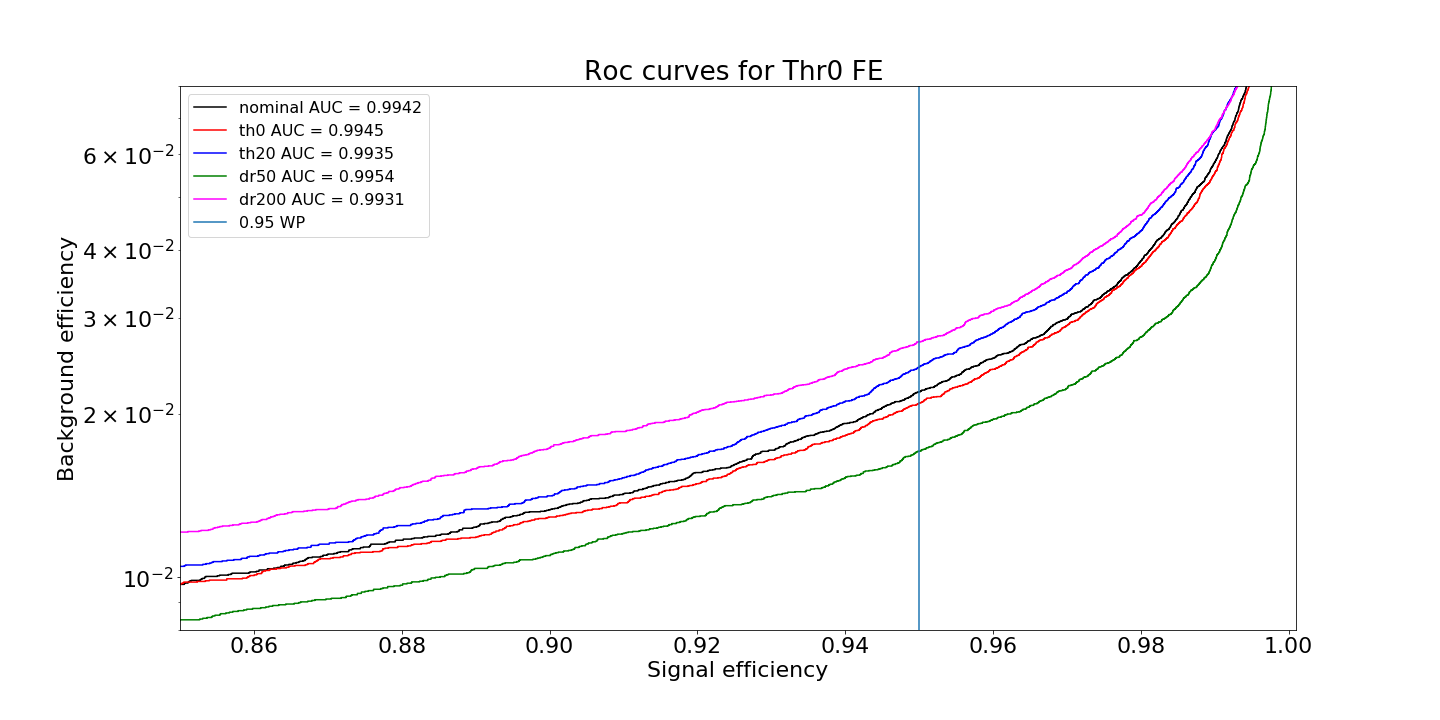 Roc curves for Thr0 FE
nominal AUC = 0.9942
th0 AUC = 0.9945
th20 AUC = 0.9935
dr50 AUC = 0.9954
dr200 AUC = 0.9931
0.95 WP
6 × 10⁻²
4 × 10⁻²
3 × 10⁻²
2 × 10⁻²
10⁻²
Background efficiency
0.86 0.88 0.90 0.92 0.94 0.96 0.98 1.00
Signal efficiency